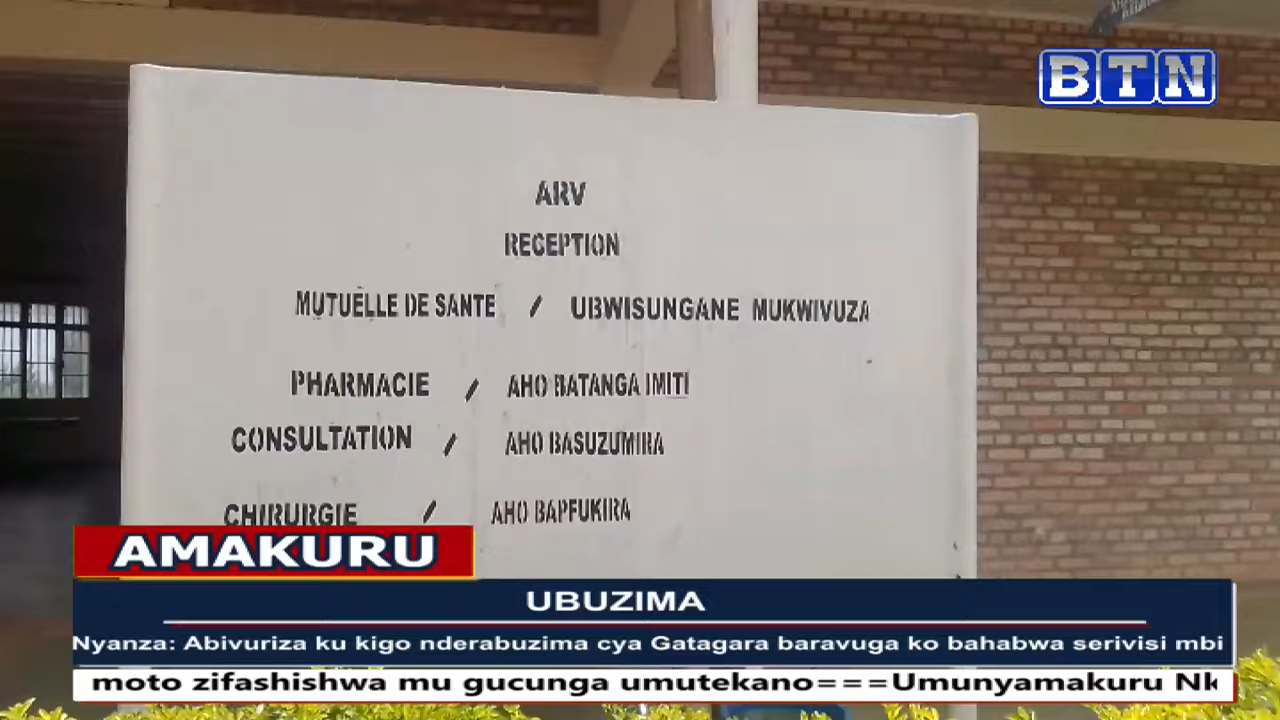 BTN
ARV
RECEPTION
MUTUELLE DE SANTE / UBWISUNGANE MUKWIVUZA
PHARMACIE / AHO BATANGA IMITI
CONSULTATION / AHO BASUZUMIRA
CHIRURGIE / AHO BAPFUKIRA
AMAKURU
UBUZIMA
Nyanza: Abivuriza ku kigo nderabuzima cya Gatagara baravuga ko bahabwa serivisi mbi
moto zifashishwa mu gucunga umutekano===Umunyamakuru Nk